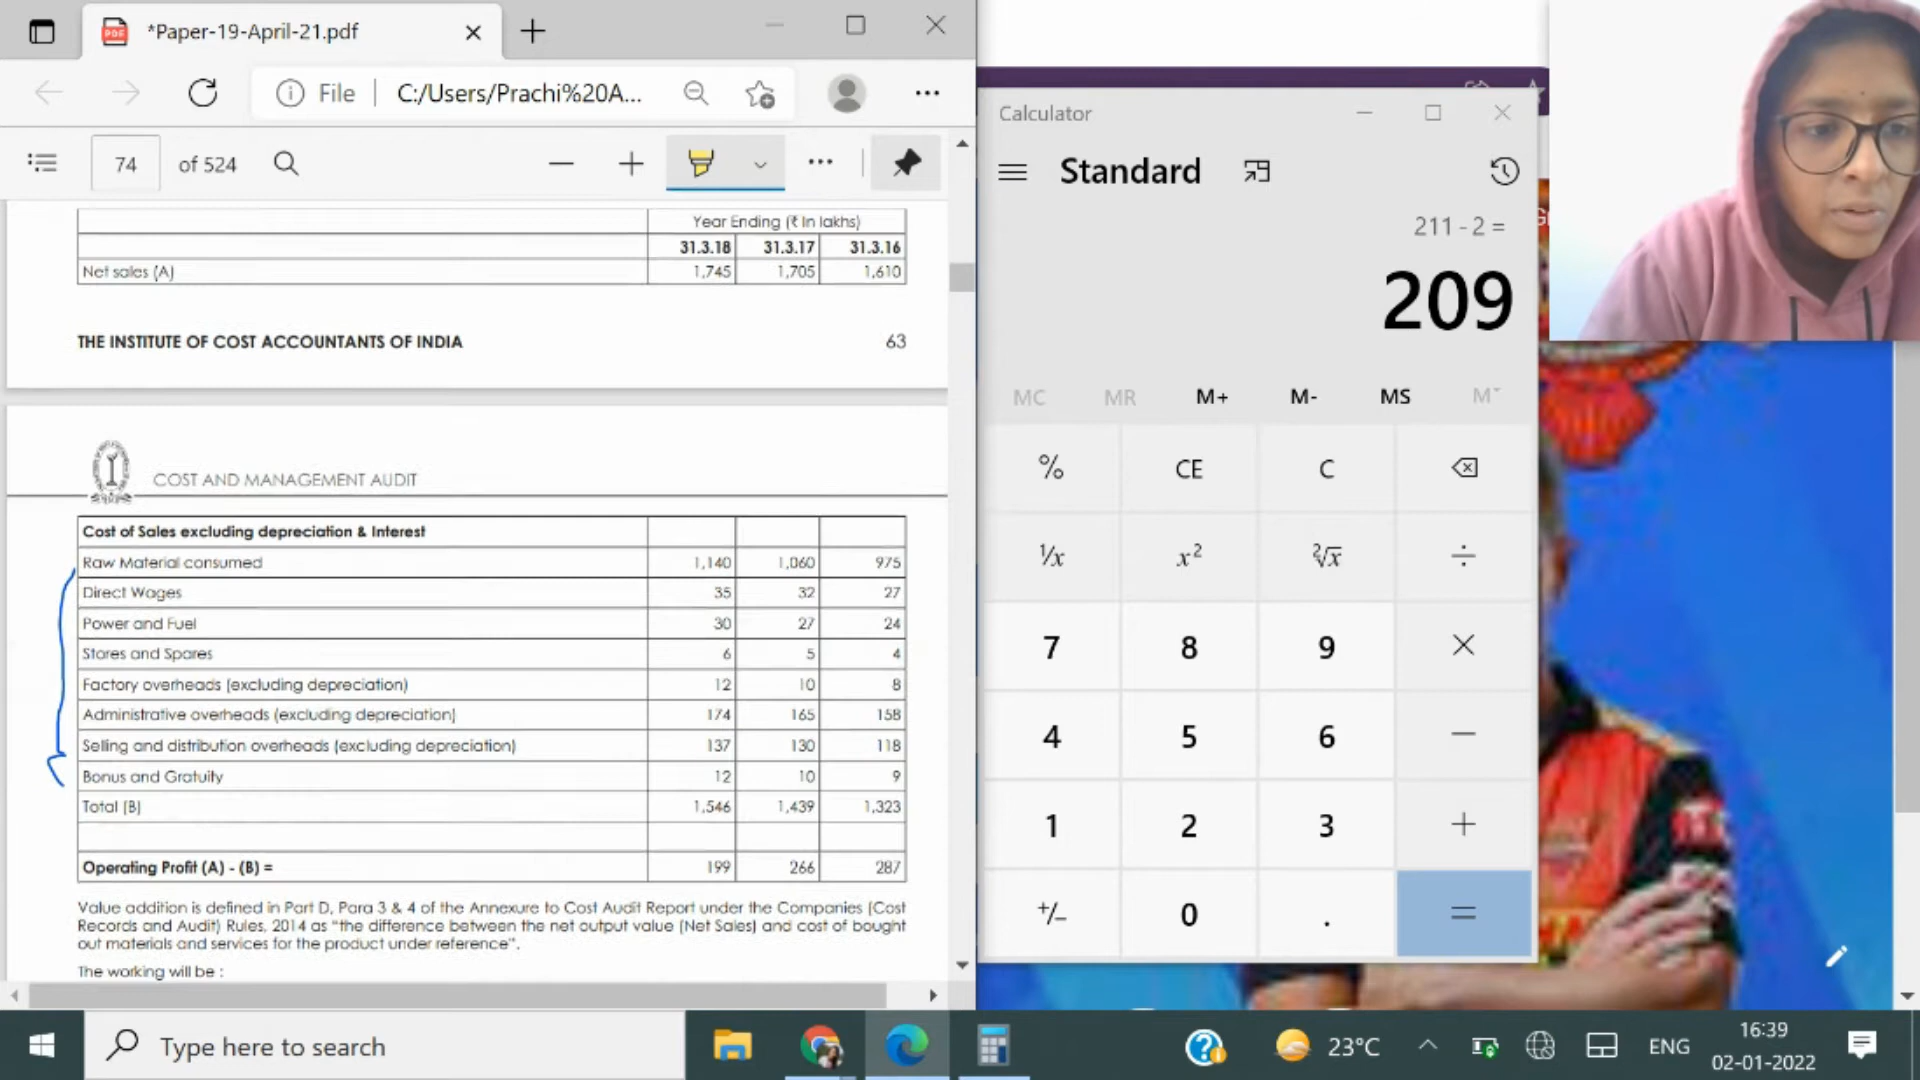 *Paper-19-April-21.pdf
File
C:/Users/Prachi%20A...
74 of 524
Year Ending (₹ In lakhs)
31.3.18 31.3.17 31.3.16
Net sales (A) 1,745 1,705 1,610
THE INSTITUTE OF COST ACCOUNTANTS OF INDIA 63
COST AND MANAGEMENT AUDIT
Cost of Sales excluding depreciation & Interest
Raw Material consumed 1,140 1,060 975
Direct Wages 35 32 27
Power and Fuel 30 27 24
Stores and Spares 6 5 4
Factory overheads (excluding depreciation) 12 10 8
Administrative overheads (excluding depreciation) 174 165 158
Selling and distribution overheads (excluding depreciation) 137 130 118
Bonus and Gratuity 12 10 9
Total (B) 1,546 1,439 1,323
Operating Profit (A) - (B) = 199 266 287
Value addition is defined in Part D, Para 3 & 4 of the Annexure to Cost Audit Report under the Companies (Cost
Records and Audit) Rules, 2014 as "the difference between the net output value (Net Sales) and cost of bought
out materials and services for the product under reference".
The working will be :
Calculator
Standard
211 - 2 =
209
MC MR M+ M- MS M˅
% CE C
¹/x x² ²√x ÷
7 8 9 ×
4 5 6 −
1 2 3 +
+/− 0 . =
Type here to search
23°C
ENG
16:39
02-01-2022